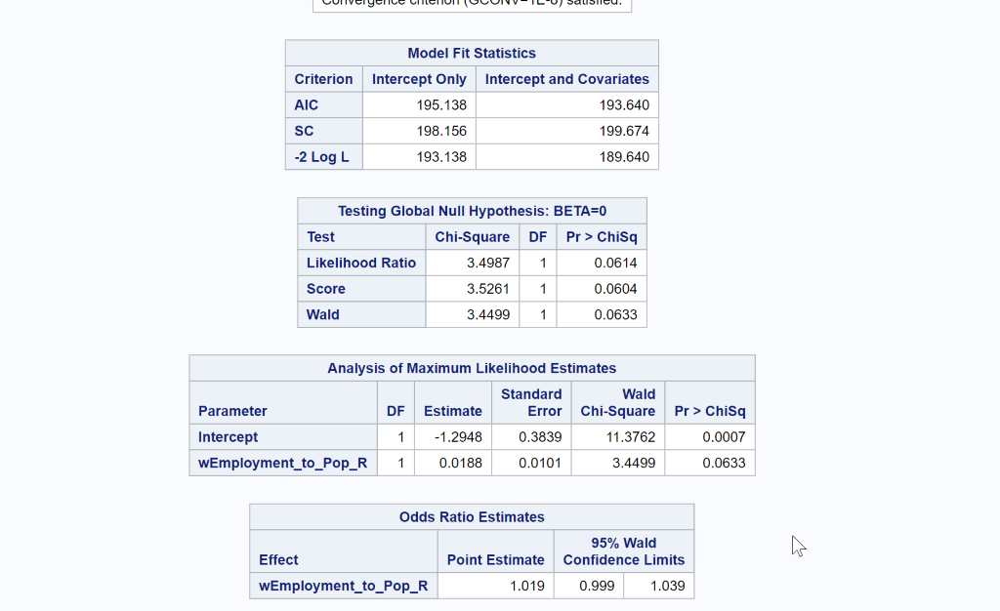 Convergence criterion (GCONV=1E-8) satisfied.
Model Fit Statistics
Criterion Intercept Only Intercept and Covariates
AIC 195.138 193.640
SC 198.156 199.674
-2 Log L 193.138 189.640
Testing Global Null Hypothesis: BETA=0
Test Chi-Square DF Pr > ChiSq
Likelihood Ratio 3.4987 1 0.0614
Score 3.5261 1 0.0604
Wald 3.4499 1 0.0633
Analysis of Maximum Likelihood Estimates
Standard Wald
Parameter DF Estimate Error Chi-Square Pr > ChiSq
Intercept 1 -1.2948 0.3839 11.3762 0.0007
wEmployment_to_Pop_R 1 0.0188 0.0101 3.4499 0.0633
Odds Ratio Estimates
95% Wald
Effect Point Estimate Confidence Limits
wEmployment_to_Pop_R 1.019 0.999 1.039